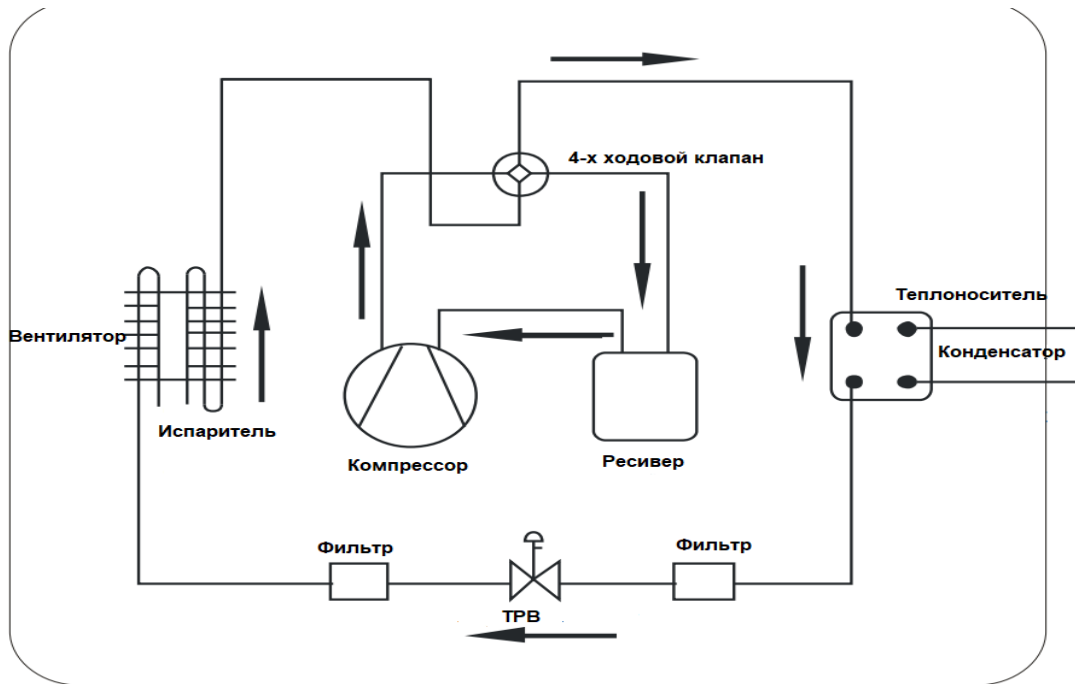 4-х ходовой клапан
Теплоноситель
Вентилятор
Конденсатор
Испаритель
Компрессор
Ресивер
Фильтр
Фильтр
ТРВ